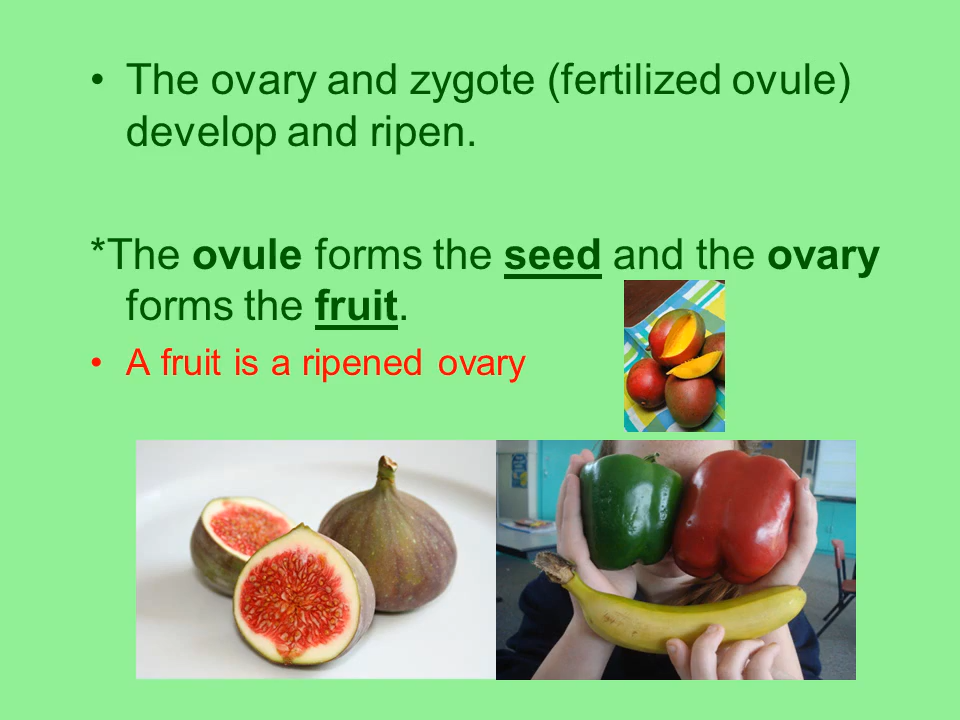 • The ovary and zygote (fertilized ovule)
develop and ripen.
*The ovule forms the seed and the ovary
forms the fruit.
• A fruit is a ripened ovary